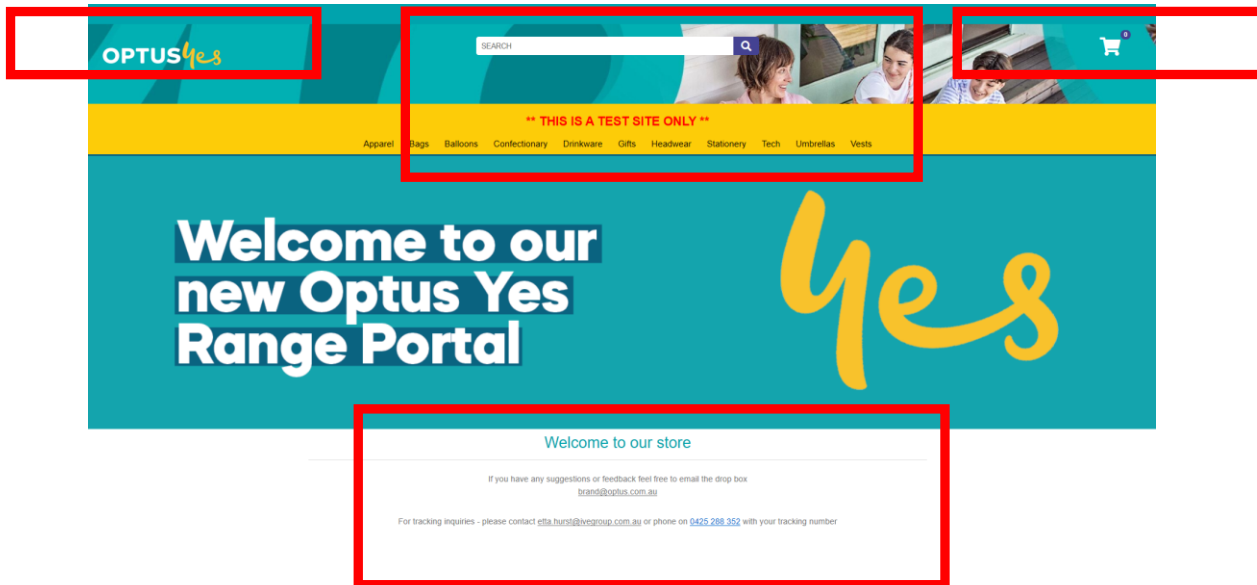 OPTUS yes
SEARCH
0
** THIS IS A TEST SITE ONLY **
Apparel Bags Balloons Confectionary Drinkware Gifts Headwear Stationery Tech Umbrellas Vests
Welcome to our
new Optus Yes
Range Portal
yes
Welcome to our store
If you have any suggestions or feedback feel free to email the drop box
brand@optus.com.au
For tracking inquiries - please contact etta.hurst@ivegroup.com.au or phone on 0425 288 352 with your tracking number